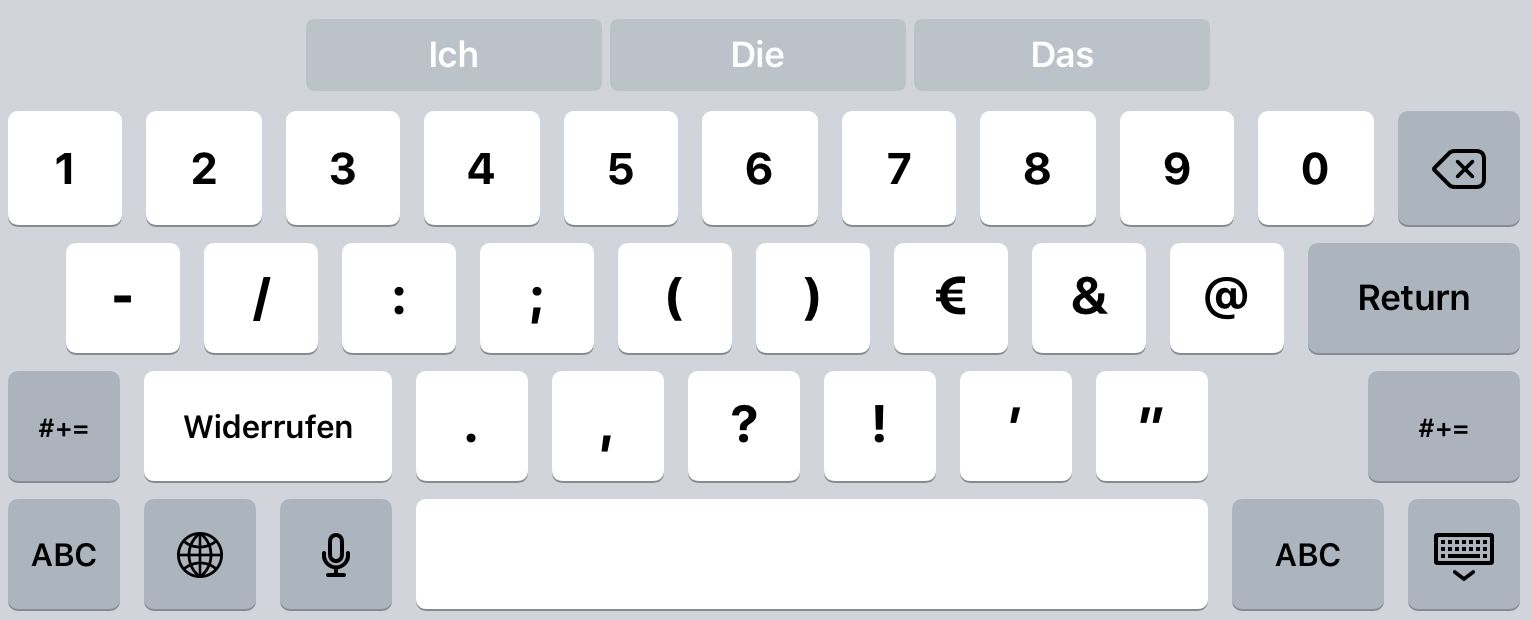 Ich Die Das
1 2 3 4 5 6 7 8 9 0
- / : ; ( ) € & @ Return
#+= Widerrufen . , ? ! ' " #+=
ABC ABC